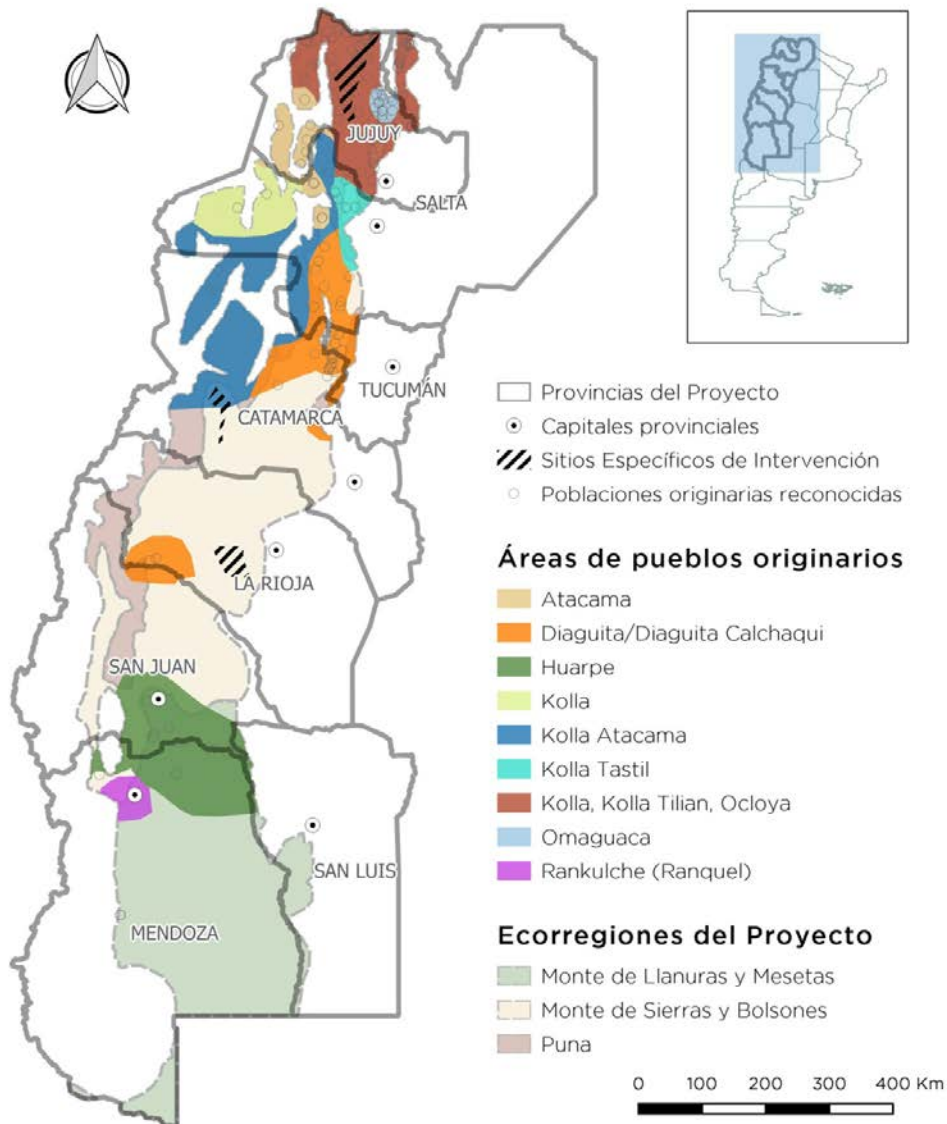 JUJUY
SALTA
TUCUMÁN
CATAMARCA
LA RIOJA
SAN JUAN
SAN LUIS
MENDOZA
Provincias del Proyecto
Capitales provinciales
Sitios Específicos de Intervención
Poblaciones originarias reconocidas
Áreas de pueblos originarios
Atacama
Diaguita/Diaguita Calchaqui
Huarpe
Kolla
Kolla Atacama
Kolla Tastil
Kolla, Kolla Tilian, Ocloya
Omaguaca
Rankulche (Ranquel)
Ecorregiones del Proyecto
Monte de Llanuras y Mesetas
Monte de Sierras y Bolsones
Puna
0 100 200 300 400 Km